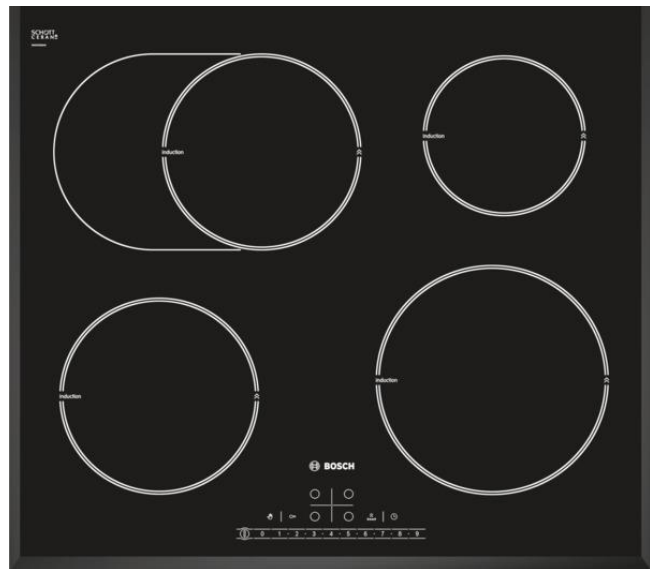 SCHOTT
CERAN®
induction
induction
induction
induction
BOSCH
0 1 · 2 · 3 · 4 · 5 · 6 · 7 · 8 · 9